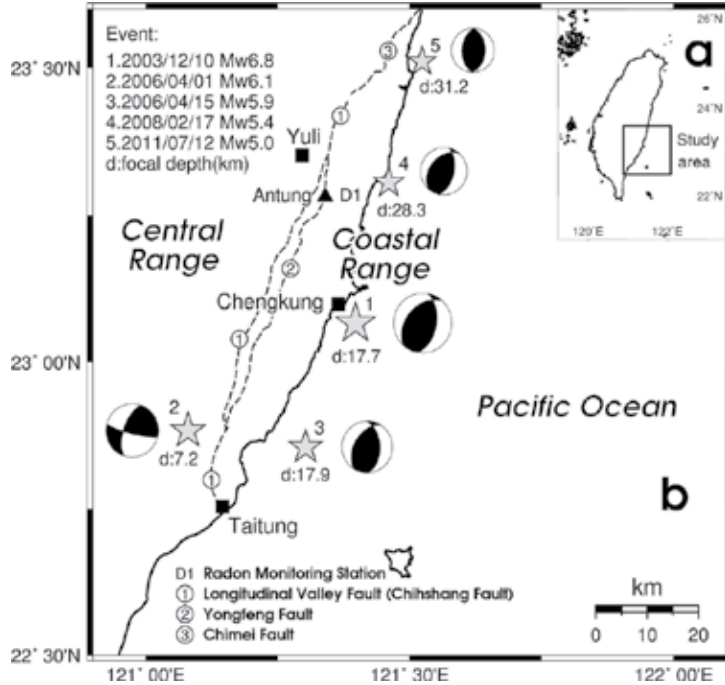 Event:
1.2003/12/10 Mw6.8
2.2006/04/01 Mw6.1
3.2006/04/15 Mw5.9
4.2008/02/17 Mw5.4
5.2011/07/12 Mw5.0
d:focal depth(km)
a
26°N
24°N
22°N
120°E
122°E
Study
area
23° 30'
23° 00'
22° 30'
121° 00'E
121° 30'E
122° 00'E
3
5
d:31.2
1
Yuli
4
d:28.3
Antung
D1
Central
Range
Coastal
Range
2
Chengkung
1
d:17.7
1
Pacific Ocean
2
d:7.2
3
d:17.9
1
Taitung
b
D1 Radon Monitoring Station
① Longitudinal Valley Fault (Chihshang Fault)
② Yongfeng Fault
③ Chimei Fault
km
0 10 20